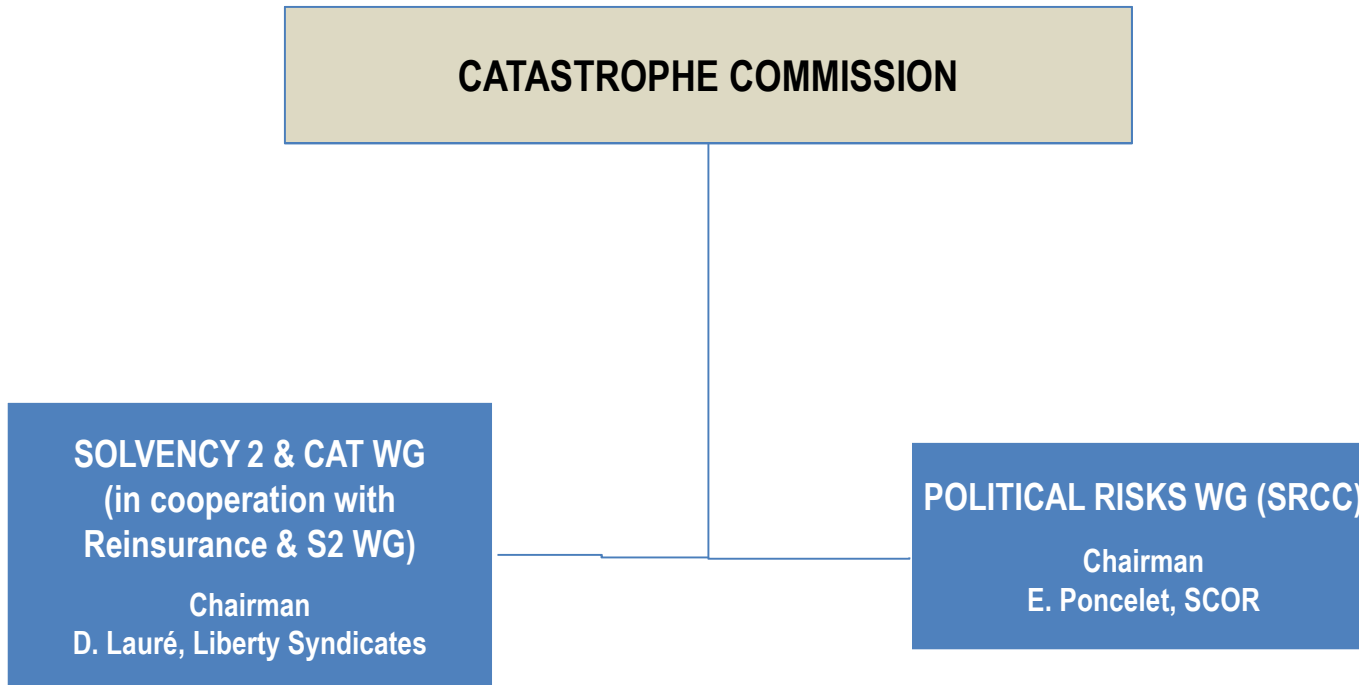 CATASTROPHE COMMISSION
SOLVENCY 2 & CAT WG
(in cooperation with
Reinsurance & S2 WG)
Chairman
D. Lauré, Liberty Syndicates
POLITICAL RISKS WG (SRCC)
Chairman
E. Poncelet, SCOR